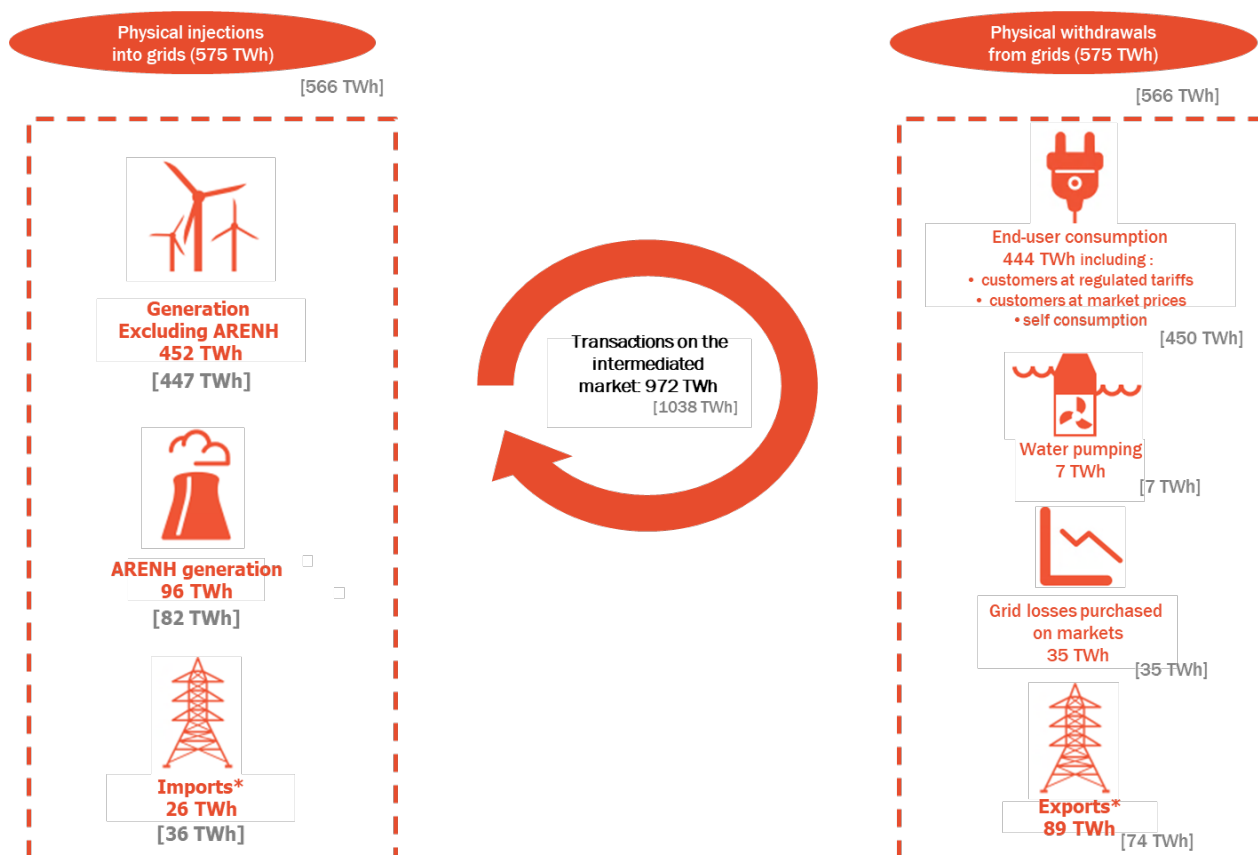 Physical injections
into grids (575 TWh)
[566 TWh]
Generation
Excluding ARENH
452 TWh
[447 TWh]
ARENH generation
96 TWh
[82 TWh]
Imports*
26 TWh
[36 TWh]
Transactions on the
intermediated
market: 972 TWh
[1038 TWh]
Physical withdrawals
from grids (575 TWh)
[566 TWh]
End-user consumption
444 TWh including :
• customers at regulated tariffs
• customers at market prices
• self consumption
[450 TWh]
Water pumping
7 TWh
[7 TWh]
Grid losses purchased
on markets
35 TWh
[35 TWh]
Exports*
89 TWh
[74 TWh]